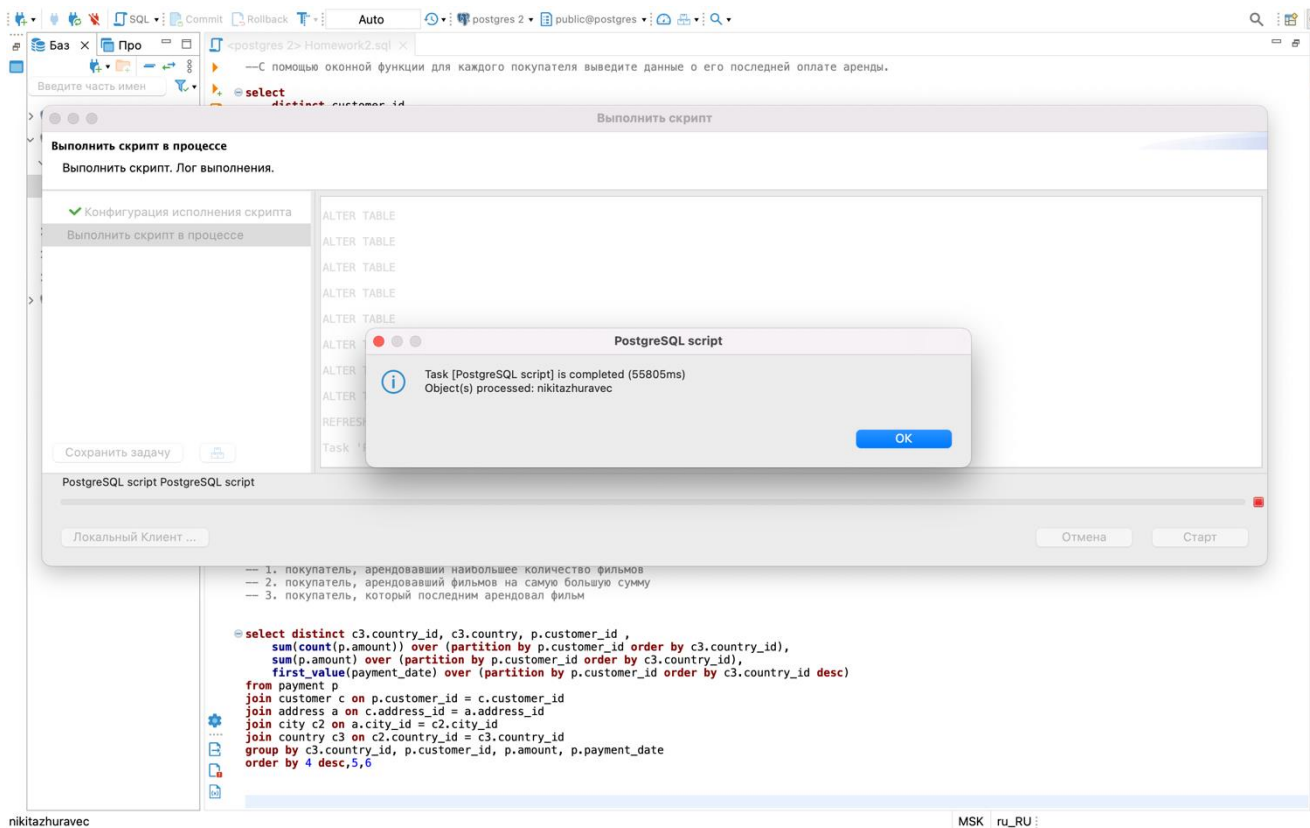 SQL Commit Rollback Auto postgres 2 public@postgres
Баз Про <postgres 2> Homework2.sql
--С помощью оконной функции для каждого покупателя выведите данные о его последней оплате аренды.
Введите часть имен
select
distinct customer_id
Выполнить скрипт
Выполнить скрипт в процессе
Выполнить скрипт. Лог выполнения.
Конфигурация исполнения скрипта
Выполнить скрипт в процессе
ALTER TABLE
ALTER TABLE
ALTER TABLE
ALTER TABLE
ALTER TABLE
ALTER
ALTER
ALTER
PostgreSQL script
Task [PostgreSQL script] is completed (55805ms)
Object(s) processed: nikitazhuravec
OK
Task
Сохранить задачу
PostgreSQL script PostgreSQL script
Локальный Клиент ...
Отмена
Старт
-- 1. покупатель, арендовавший наибольшее количество фильмов
-- 2. покупатель, арендовавший фильмов на самую большую сумму
-- 3. покупатель, который последним арендовал фильм
select distinct c3.country_id, c3.country, p.customer_id ,
sum(count(p.amount)) over (partition by p.customer_id order by c3.country_id),
sum(p.amount) over (partition by p.customer_id order by c3.country_id),
first_value(payment_date) over (partition by p.customer_id order by c3.country_id desc)
from payment p
join customer c on p.customer_id = c.customer_id
join address a on c.address_id = a.address_id
join city c2 on a.city_id = c2.city_id
join country c3 on c2.country_id = c3.country_id
group by c3.country_id, p.customer_id, p.amount, p.payment_date
order by 4 desc,5,6
nikitazhuravec
MSK ru_RU